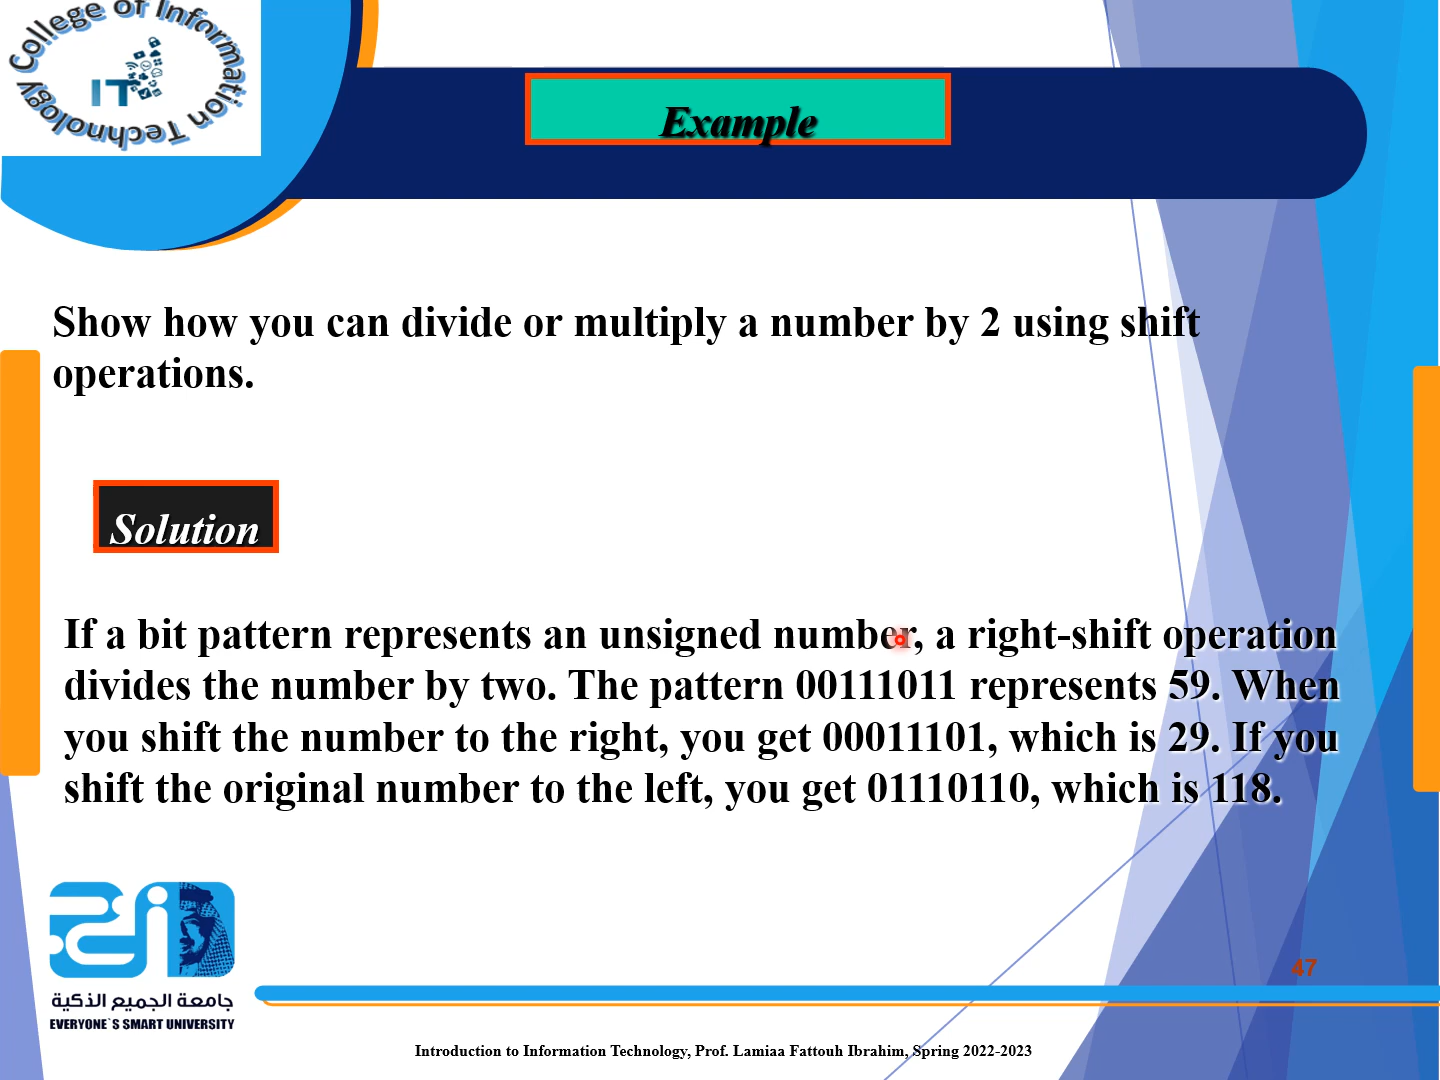 College of Information Technology
IT
Example
Show how you can divide or multiply a number by 2 using shift
operations.
Solution
If a bit pattern represents an unsigned number, a right-shift operation
divides the number by two. The pattern 00111011 represents 59. When
you shift the number to the right, you get 00011101, which is 29. If you
shift the original number to the left, you get 01110110, which is 118.
47
جامعة الجميع الذكية
EVERYONE`S SMART UNIVERSITY
Introduction to Information Technology, Prof. Lamiaa Fattouh Ibrahim, Spring 2022-2023